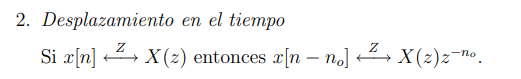 2. Desplazamiento en el tiempo
Si x[n] ⟷^Z X(z) entonces x[n − n₀] ⟷^Z X(z)z^{−n₀}.